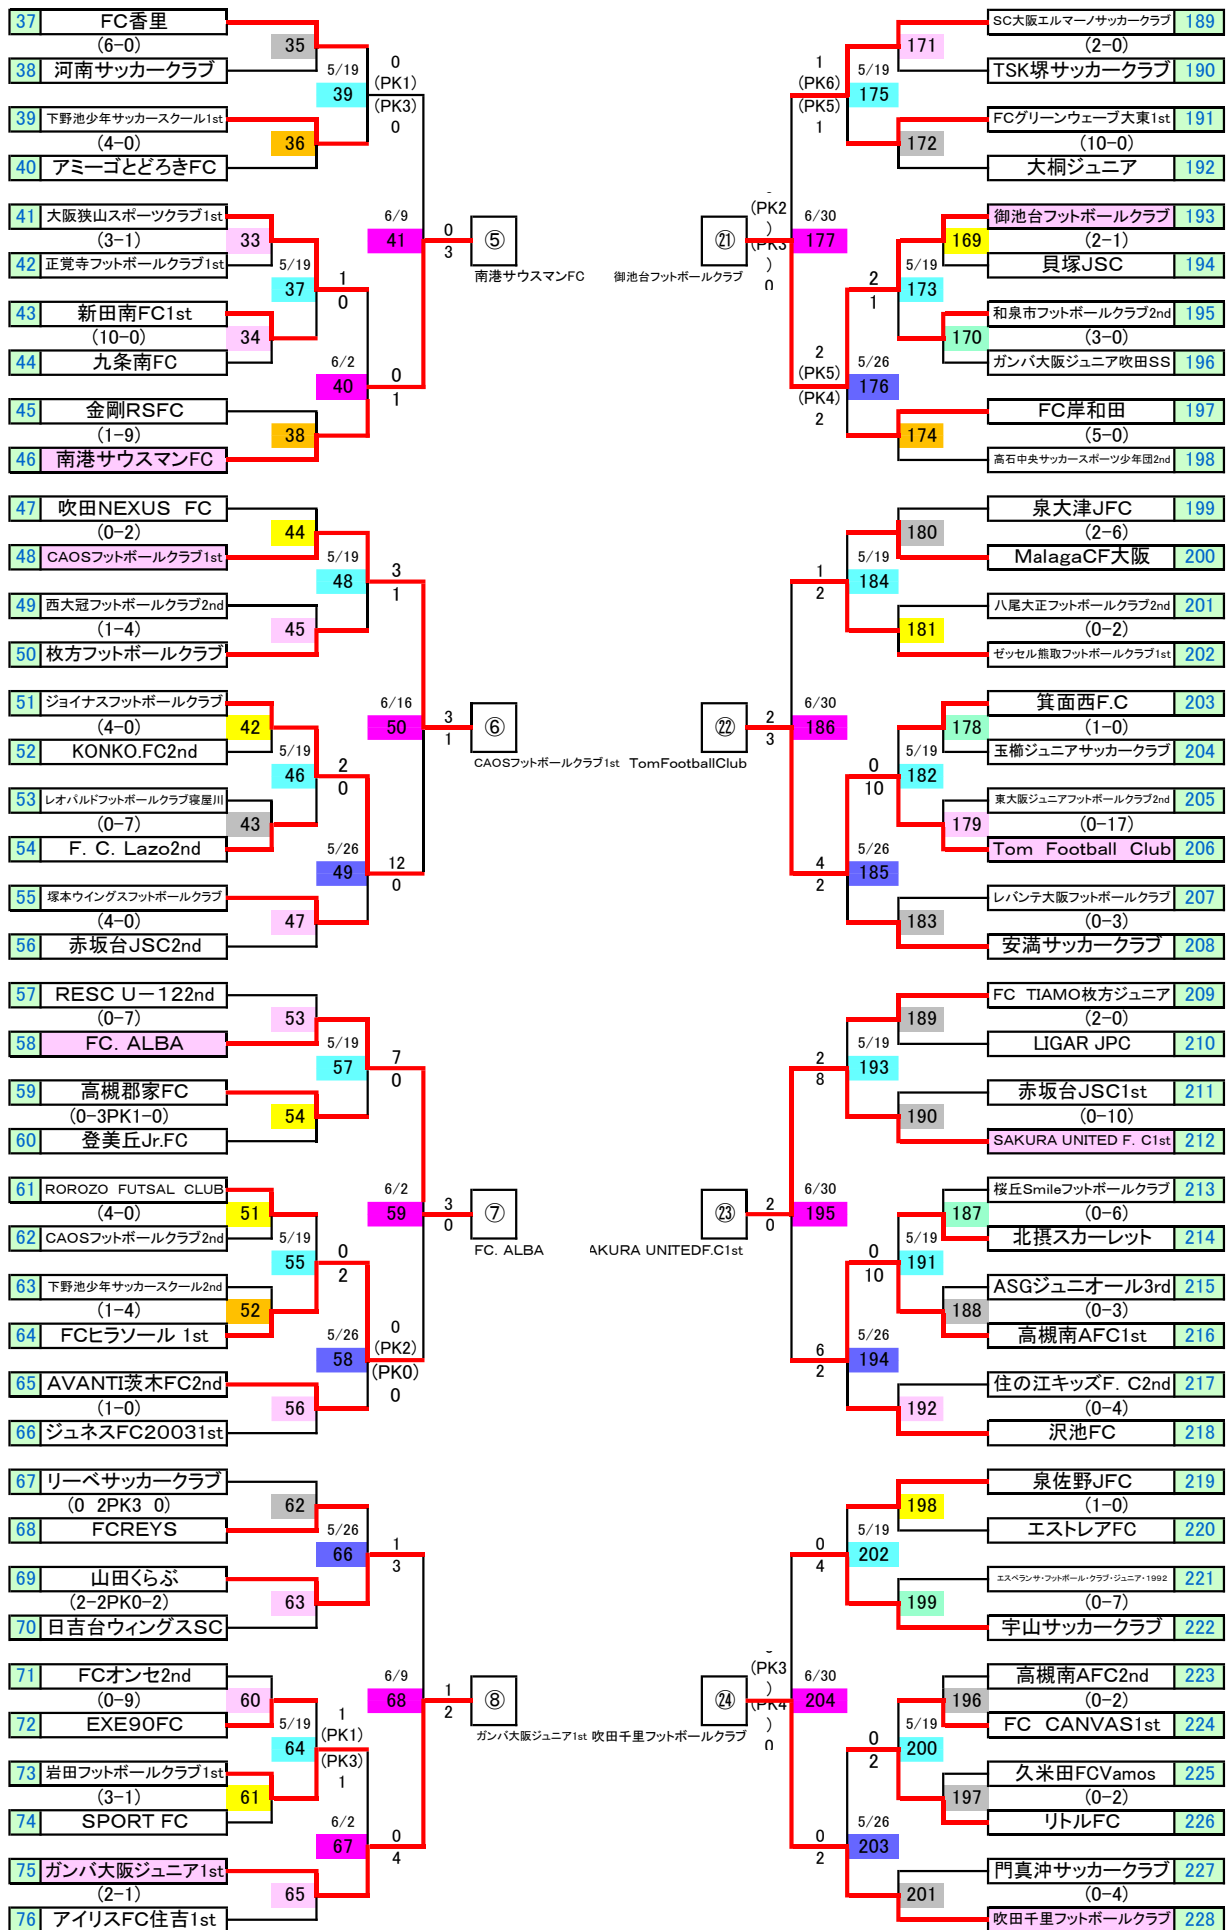 37 FC香里
(6-0)
35
38 河南サッカークラブ
5/19
39
0
(PK1)
(PK3)
0
39 下野池少年サッカースクール1st
(4-0)
36
40 アミーゴとどろきFC
41 大阪狭山スポーツクラブ1st
(3-1)
33
42 正覚寺フットボールクラブ1st
5/19
37
1
0
43 新田南FC1st
(10-0)
34
44 九条南FC
6/9
41
0
3
⑤
南港サウスマンFC
6/2
40
0
1
45 金剛RSFC
(1-9)
38
46 南港サウスマンFC
47 吹田NEXUS FC
(0-2)
44
48 CAOSフットボールクラブ1st
5/19
48
3
1
49 西大冠フットボールクラブ2nd
(1-4)
45
50 枚方フットボールクラブ
51 ジョイナスフットボールクラブ
(4-0)
42
52 KONKO.FC2nd
5/19
46
2
0
53 レオパルドフットボールクラブ寝屋川
(0-7)
43
54 F. C. Lazo2nd
6/16
50
3
1
⑥
CAOSフットボールクラブ1st
5/26
49
12
0
55 塚本ウイングスフットボールクラブ
(4-0)
47
56 赤坂台JSC2nd
57 RESC U－122nd
(0-7)
53
58 FC. ALBA
5/19
57
7
0
59 高槻郡家FC
(0-3PK1-0)
54
60 登美丘Jr.FC
61 ROROZO FUTSAL CLUB
(4-0)
51
62 CAOSフットボールクラブ2nd
5/19
55
0
2
63 下野池少年サッカースクール2nd
(1-4)
52
64 FCヒラソール 1st
6/2
59
3
0
⑦
FC. ALBA
5/26
58
0
(PK2)
(PK0)
0
65 AVANTI茨木FC2nd
(1-0)
56
66 ジュネスFC20031st
67 リーベサッカークラブ
(0 2PK3 0)
62
68 FCREYS
5/26
66
1
3
69 山田くらぶ
(2-2PK0-2)
63
70 日吉台ウィングスSC
71 FCオンセ2nd
(0-9)
60
72 EXE90FC
5/19
64
1
(PK1)
(PK3)
1
73 岩田フットボールクラブ1st
(3-1)
61
74 SPORT FC
6/9
68
1
2
⑧
ガンバ大阪ジュニア1st
6/2
67
0
4
75 ガンバ大阪ジュニア1st
(2-1)
65
76 アイリスFC住吉1st
SC大阪エルマーノサッカークラブ 189
171
(2-0)
TSK堺サッカークラブ 190
1
(PK6)
(PK5)
1
5/19
175
FCグリーンウェーブ大東1st 191
172
(10-0)
大桐ジュニア 192
御池台フットボールクラブ 193
169
(2-1)
貝塚JSC 194
2
1
5/19
173
和泉市フットボールクラブ2nd 195
170
(3-0)
ガンバ大阪ジュニア吹田SS 196
㉑
御池台フットボールクラブ
(PK2
)
(PK3
)
0
6/30
177
2
(PK5)
(PK4)
2
5/26
176
FC岸和田 197
174
(5-0)
高石中央サッカースポーツ少年団2nd 198
泉大津JFC 199
180
(2-6)
MalagaCF大阪 200
1
2
5/19
184
八尾大正フットボールクラブ2nd 201
181
(0-2)
ゼッセル熊取フットボールクラブ1st 202
箕面西F.C 203
178
(1-0)
玉櫛ジュニアサッカークラブ 204
0
10
5/19
182
東大阪ジュニアフットボールクラブ2nd 205
179
(0-17)
Tom Football Club 206
㉒
TomFootballClub
2
3
6/30
186
4
2
5/26
185
レバンテ大阪フットボールクラブ 207
183
(0-3)
安満サッカークラブ 208
FC TIAMO枚方ジュニア 209
189
(2-0)
LIGAR JPC 210
2
8
5/19
193
赤坂台JSC1st 211
190
(0-10)
SAKURA UNITED F. C1st 212
桜丘Smileフットボールクラブ 213
187
(0-6)
北摂スカーレット 214
0
10
5/19
191
ASGジュニオール3rd 215
188
(0-3)
高槻南AFC1st 216
㉓
AKURA UNITEDF.C1st
2
0
6/30
195
6
2
5/26
194
住の江キッズF. C2nd 217
192
(0-4)
沢池FC 218
泉佐野JFC 219
198
(1-0)
エストレアFC 220
0
4
5/19
202
エスペランサ・フットボール・クラブ・ジュニア・1992 221
199
(0-7)
宇山サッカークラブ 222
高槻南AFC2nd 223
196
(0-2)
FC CANVAS1st 224
0
2
5/19
200
久米田FCVamos 225
197
(0-2)
リトルFC 226
㉔
吹田千里フットボールクラブ
(PK3
)
(PK4
)
0
6/30
204
0
2
5/26
203
門真沖サッカークラブ 227
201
(0-4)
吹田千里フットボールクラブ 228